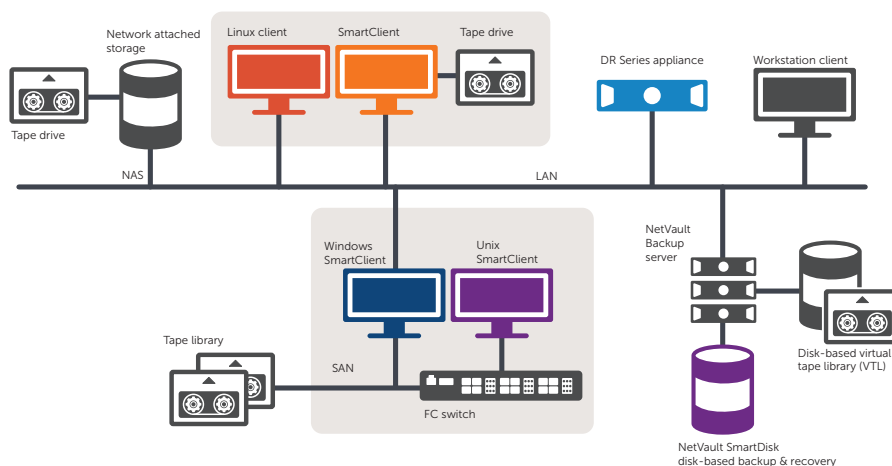 Network attached
storage
Linux client
SmartClient
Tape drive
DR Series appliance
Workstation client
Tape drive
NAS
LAN
Windows
SmartClient
Unix
SmartClient
NetVault
Backup
server
Tape library
SAN
FC switch
Disk-based virtual
tape library (VTL)
NetVault SmartDisk
disk-based backup & recovery